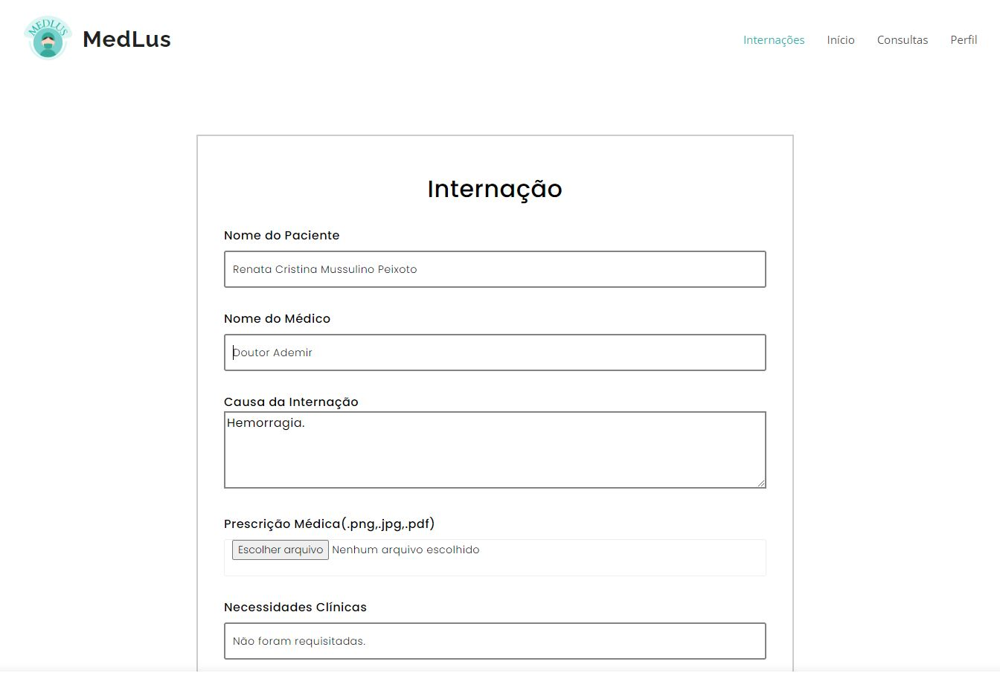 MEDLUS
MedLus
Internações Início Consultas Perfil
Internação
Nome do Paciente
Renata Cristina Mussulino Peixoto
Nome do Médico
Doutor Ademir
Causa da Internação
Hemorragia.
Prescrição Médica(.png,.jpg,.pdf)
Escolher arquivo Nenhum arquivo escolhido
Necessidades Clínicas
Não foram requisitadas.